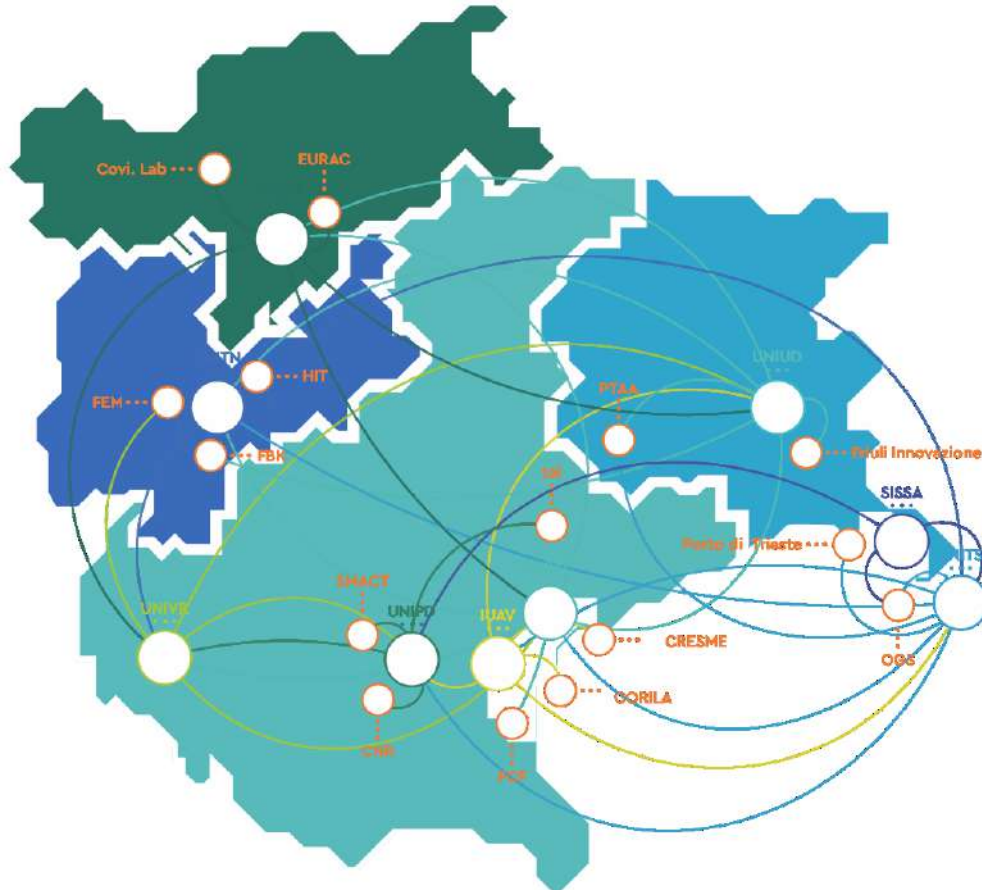 EURAC
Covi. Lab
HIT
FEM
UNIUD
PTAA
FBK
Friuli Innovazione
SISSA
Porto di Trieste
SMACT
UNIVR
UNIPD
IUAV
CRESME
OGS
CORILA
CNR